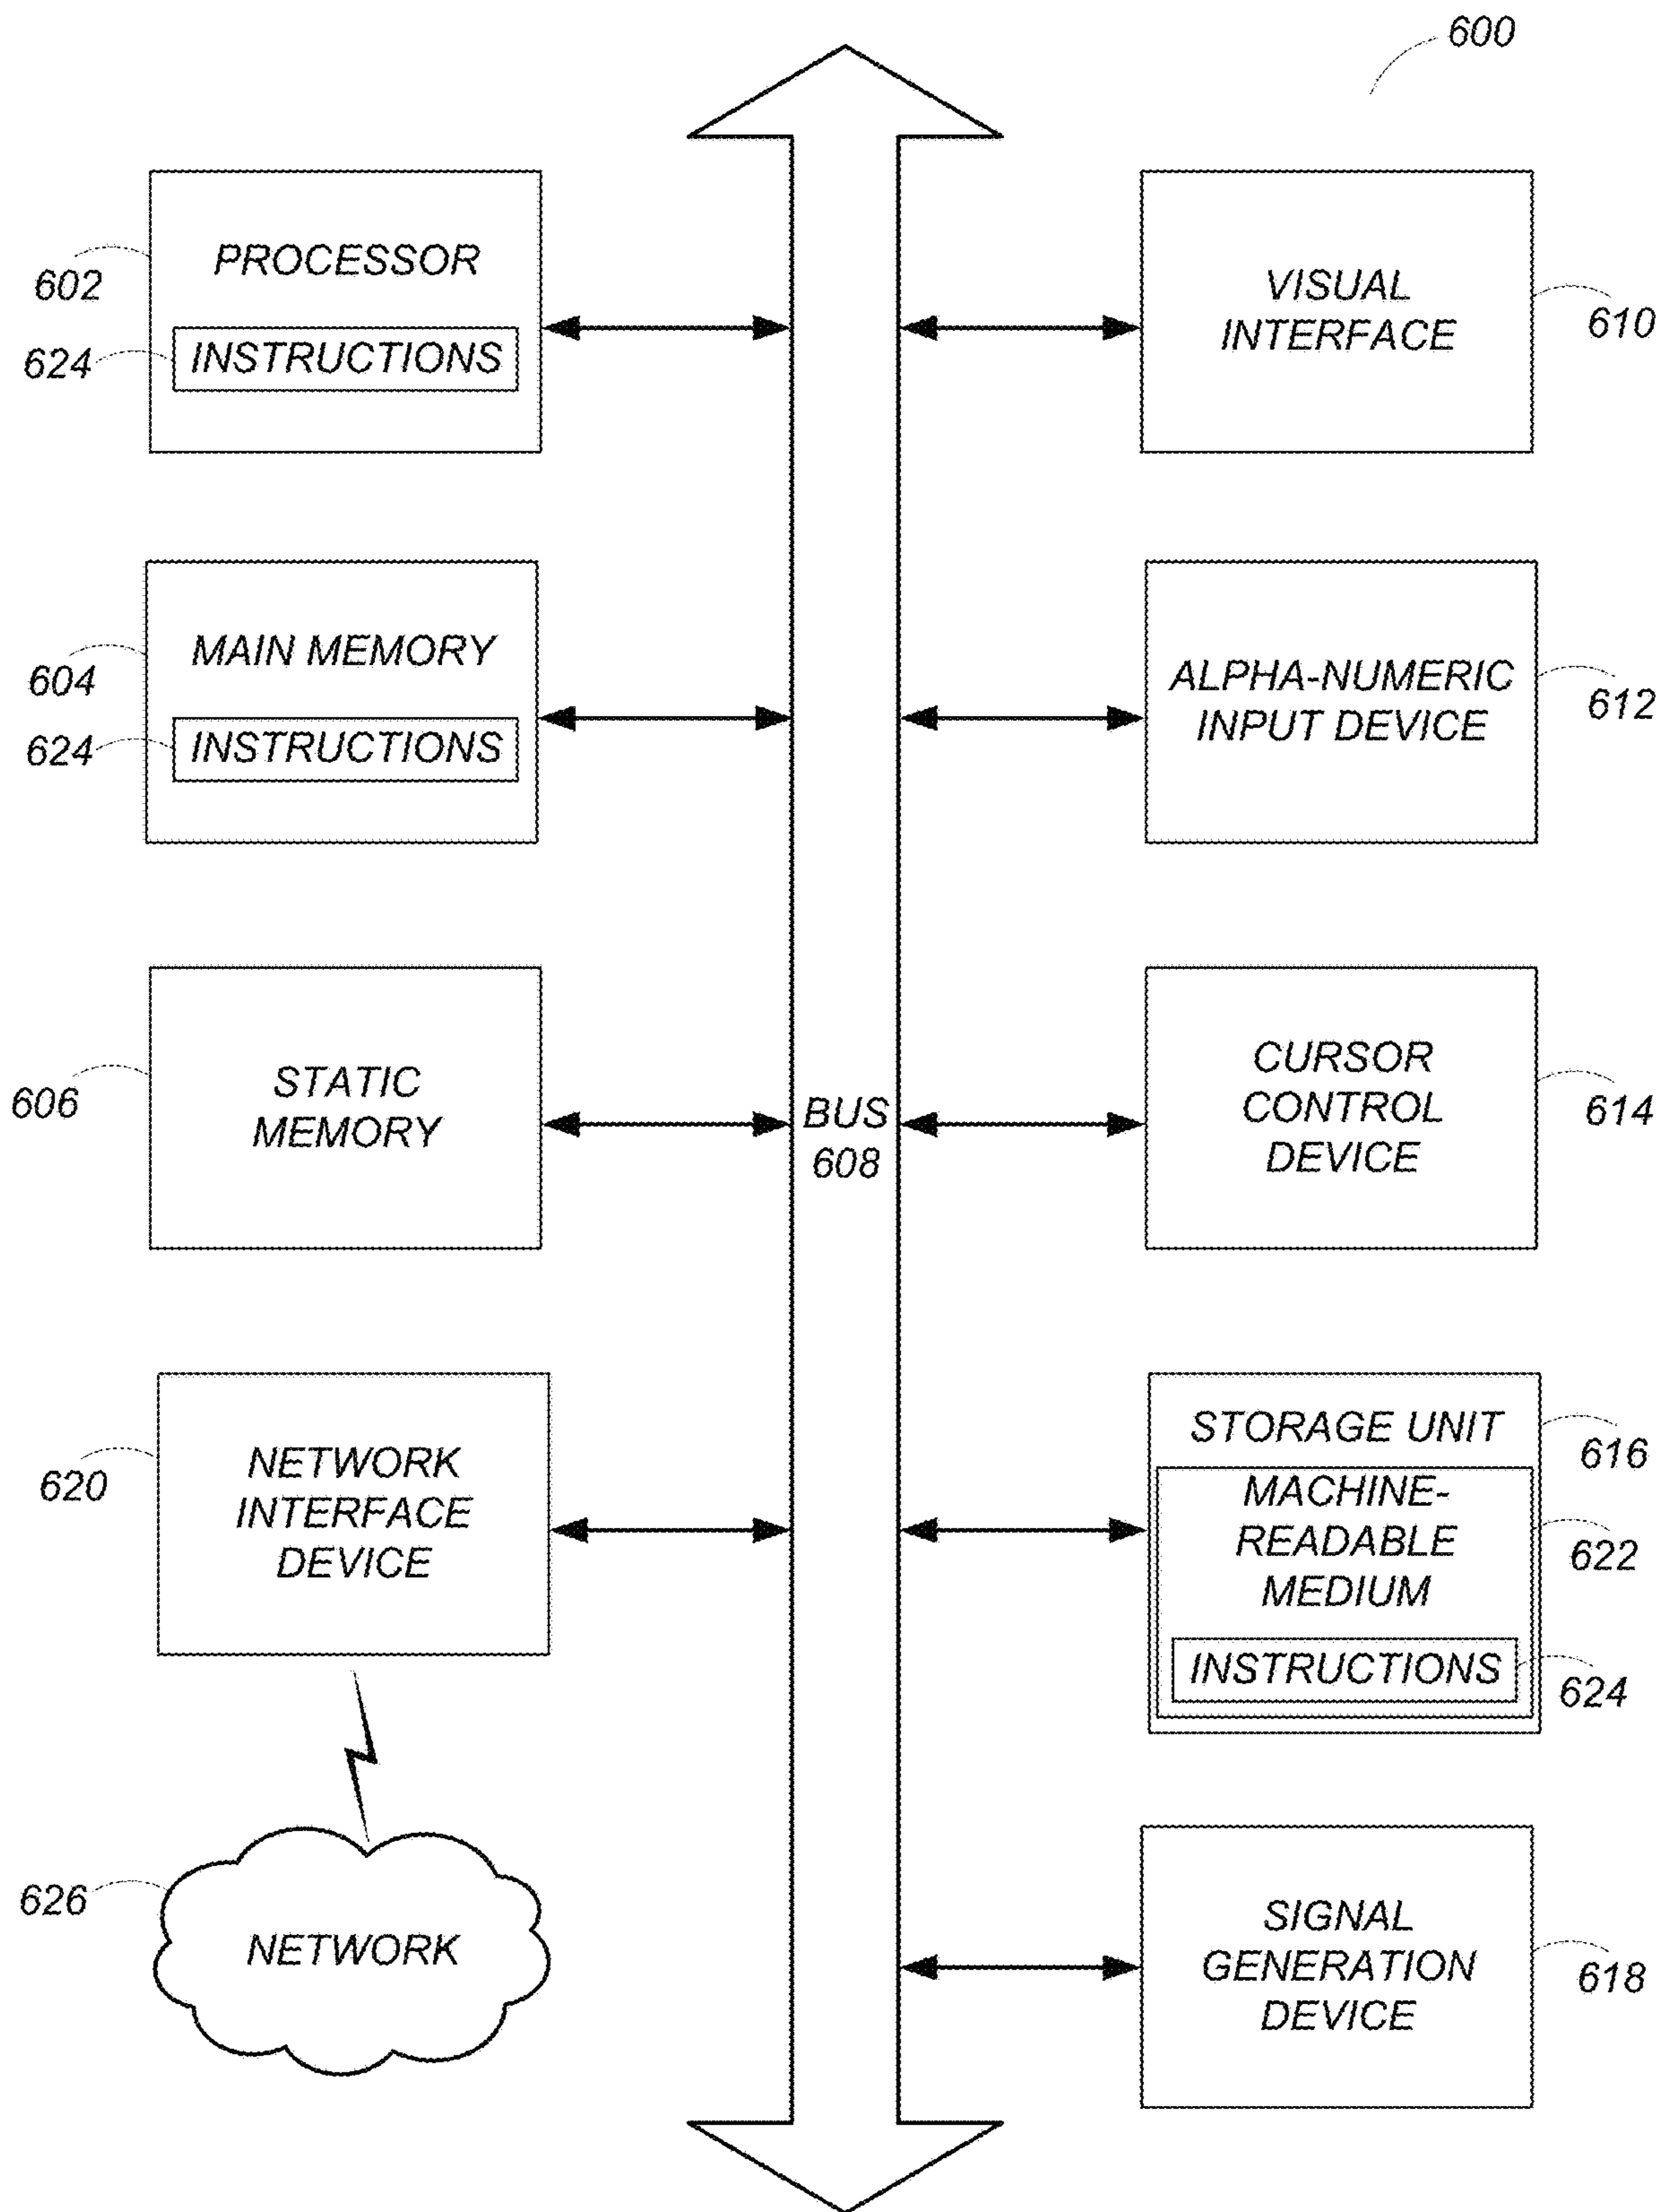 600
PROCESSOR
602
INSTRUCTIONS
624
VISUAL
INTERFACE
610
MAIN MEMORY
604
INSTRUCTIONS
624
ALPHA-NUMERIC
INPUT DEVICE
612
STATIC
MEMORY
606
BUS
608
CURSOR
CONTROL
DEVICE
614
NETWORK
INTERFACE
DEVICE
620
STORAGE UNIT
616
MACHINE-
READABLE
MEDIUM
622
INSTRUCTIONS
624
NETWORK
626
SIGNAL
GENERATION
DEVICE
618